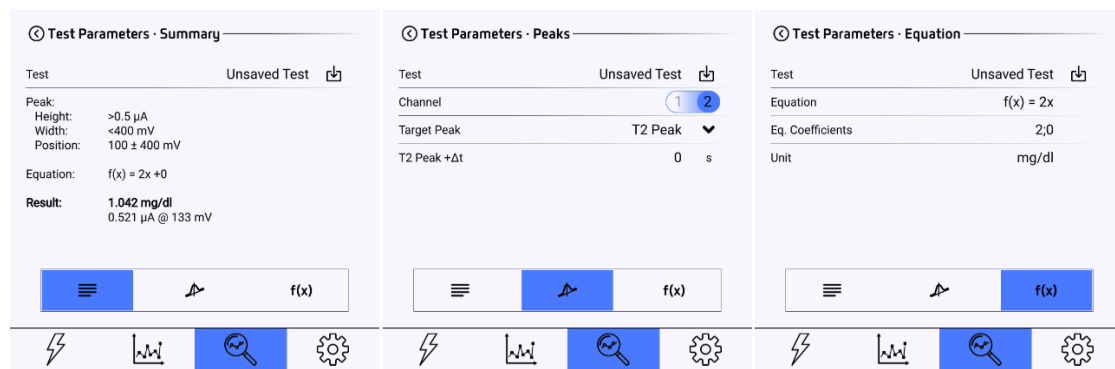 Test Parameters · Summary
Test Unsaved Test
Peak:
Height: >0.5 µA
Width: <400 mV
Position: 100 ± 400 mV
Equation: f(x) = 2x +0
Result: 1.042 mg/dl
0.521 µA @ 133 mV
f(x)
Test Parameters · Peaks
Test Unsaved Test
Channel 1 2
Target Peak T2 Peak
T2 Peak +Δt 0 s
f(x)
Test Parameters · Equation
Test Unsaved Test
Equation f(x) = 2x
Eq. Coefficients 2;0
Unit mg/dl
f(x)